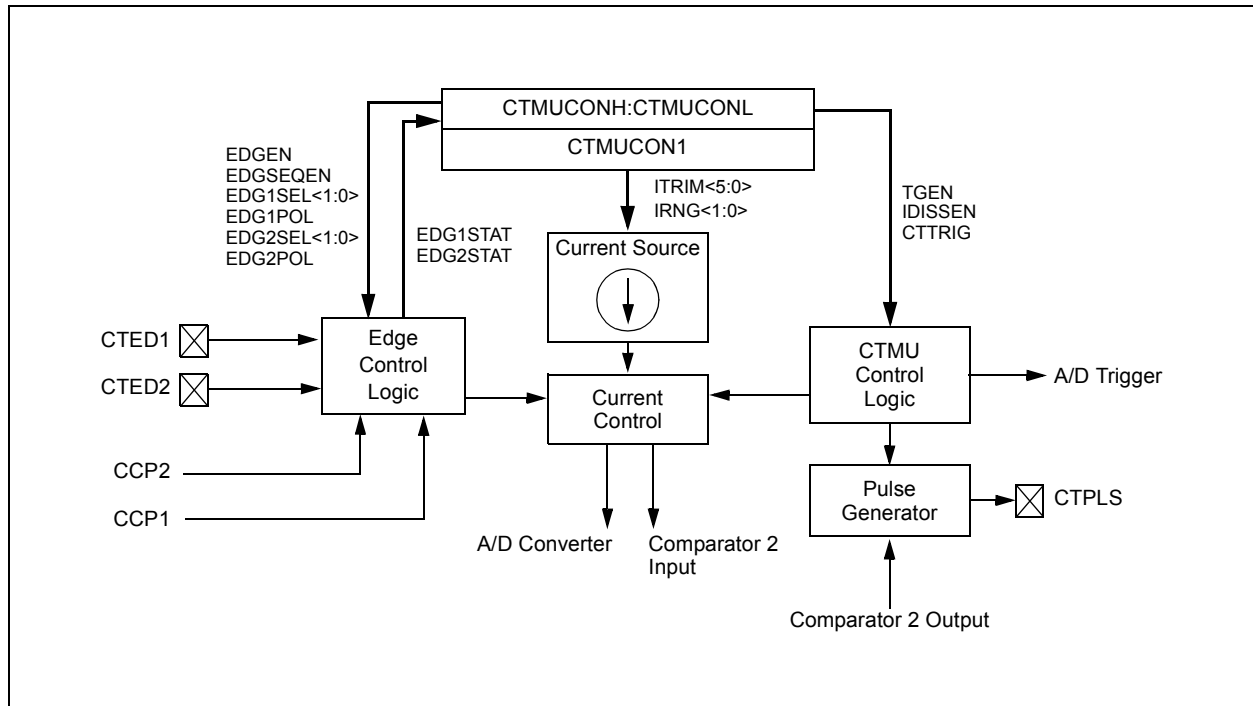 CTMUCONH:CTMUCONL
CTMUCON1
EDGEN
EDGSEQEN
EDG1SEL<1:0>
EDG1POL
EDG2SEL<1:0>
EDG2POL
EDG1STAT
EDG2STAT
ITRIM<5:0>
IRNG<1:0>
TGEN
IDISSEN
CTTRIG
Current Source
CTED1
CTED2
Edge
Control
Logic
Current
Control
CTMU
Control
Logic
A/D Trigger
CCP2
CCP1
Pulse
Generator
CTPLS
A/D Converter
Comparator 2
Input
Comparator 2 Output